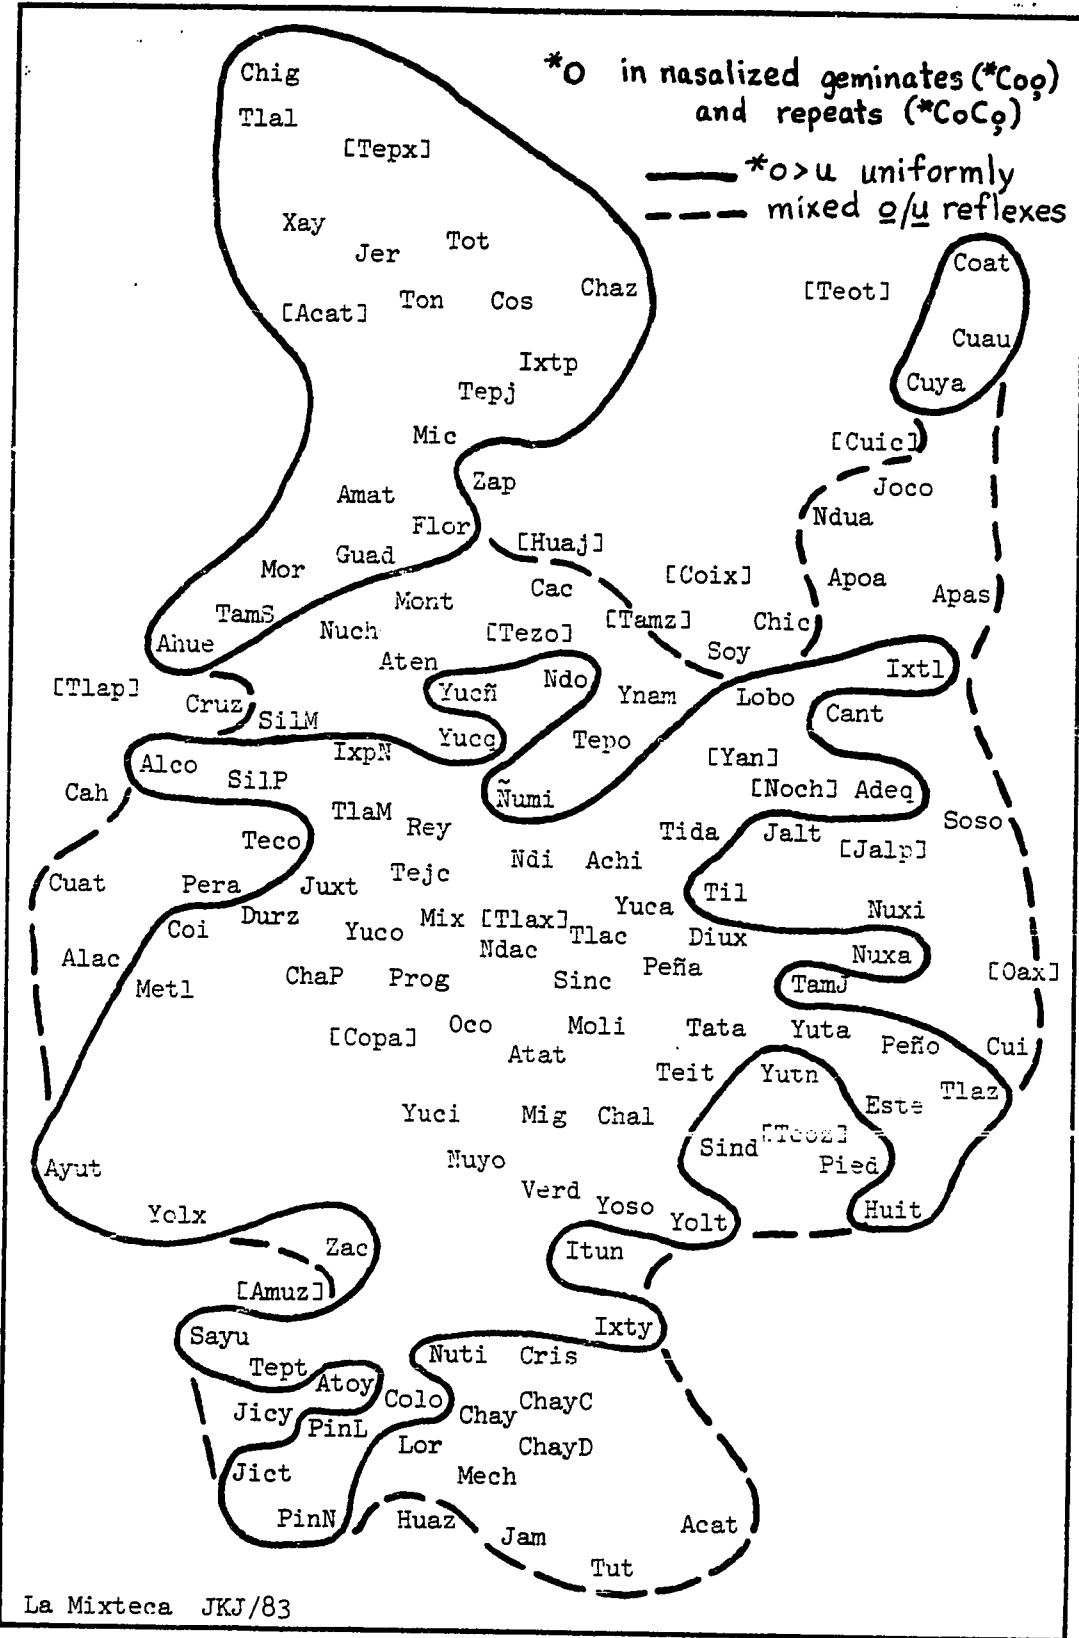 *o in nasalized geminates (*Coo̜)
and repeats (*CoCo̜)
*o>u uniformly
mixed o/u reflexes
Chig
Tlal
[Tepx]
Xay
Jer
Tot
Coat
[Acat]
Ton
Cos
Chaz
[Teot]
Cuau
Ixtp
Tepj
Cuya
Mic
[Cuic]
Zap
Amat
Joco
Flor
Ndua
Guad
[Huaj]
Mor
Cac
[Coix]
Apoa
Apas
Mont
TamS
Nuch
[Tezo]
[Tamz]
Chic
Ahue
Aten
Soy
Ixtl
[Tlap]
Cruz
Yucñ
Ndo
Ynam
Lobo
SilM
Cant
IxpN
Yucq
Tepo
Alco
SilP
[Yan]
Cah
Ñumi
[Noch]
Adeq
TlaM
Rey
Tida
Jalt
Soso
Teco
[Jalp]
Ndi
Achi
Cuat
Pera
Juxt
Tejc
Til
Yuca
Nuxi
Coi
Durz
Yuco
Mix
[Tlax]
Tlac
Diux
Alac
Ndac
Nuxa
Metl
ChaP
Prog
Sinc
Peña
TamJ
[Oax]
[Copa]
Oco
Moli
Tata
Yuta
Atat
Peño
Cui
Teit
Yutn
Tlaz
Yuci
Mig
Chal
Este
Sind
[Teoz]
Ayut
Nuyo
Pied
Verd
Yoso
Yolt
Huit
Yolx
Zac
Itun
[Amuz]
Sayu
Ixty
Tept
Nuti
Cris
Atoy
Colo
ChayC
Jicy
PinL
Chay
Lor
ChayD
Jict
Mech
PinN
Huaz
Jam
Acat
Tut
La Mixteca JKJ/83